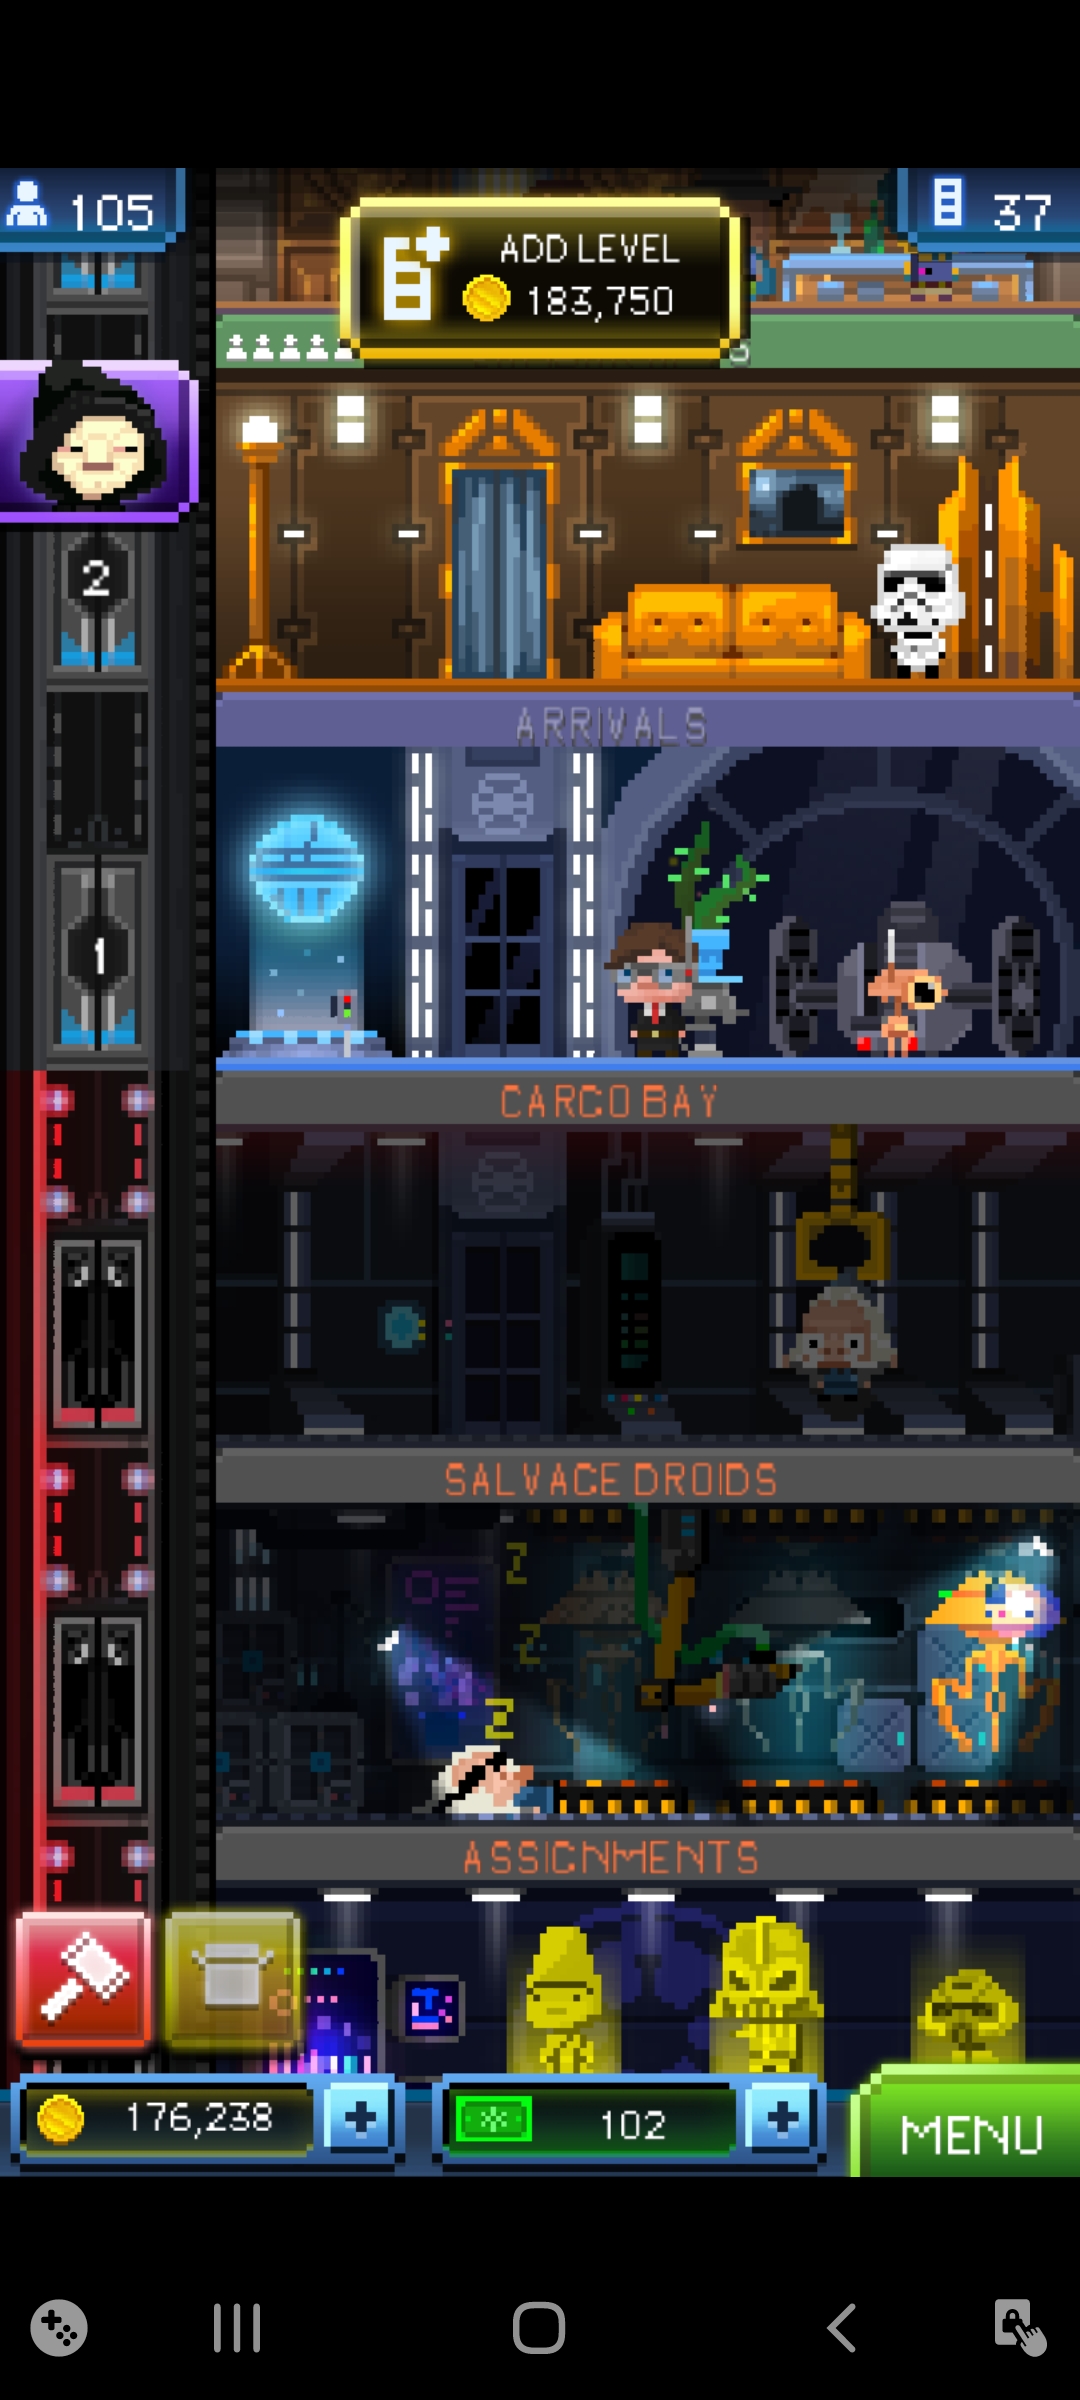 105
ADD LEVEL
183,750
37
2
ARRIVALS
1
CARGO BAY
SALVAGE DROIDS
Z
Z
Z
ASSIGNMENTS
176,238
102
MENU